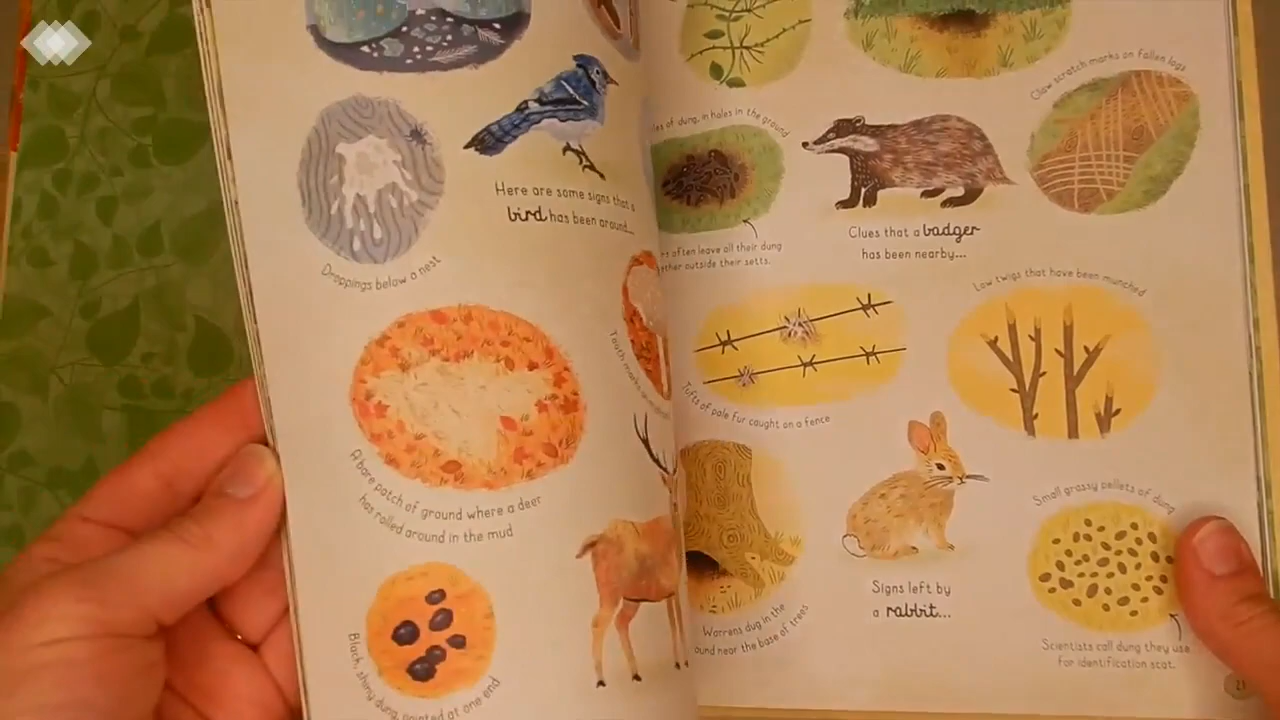 Here are some signs that a
bird has been around...
Droppings below a nest
A bare patch of ground where a deer
has rolled around in the mud
Black, shiny dung, pointed at one end
Tooth marks
of dung, in holes in the ground
often leave all their dung
outside their setts.
Clues that a badger
has been nearby...
Claw scratch marks on fallen logs
Tufts of pale fur caught on a fence
Low twigs that have been munched
Warrens dug in the
near the base of trees
Signs left by
a rabbit...
Small grassy pellets of dung
Scientists call dung they use
for identification scat.
21